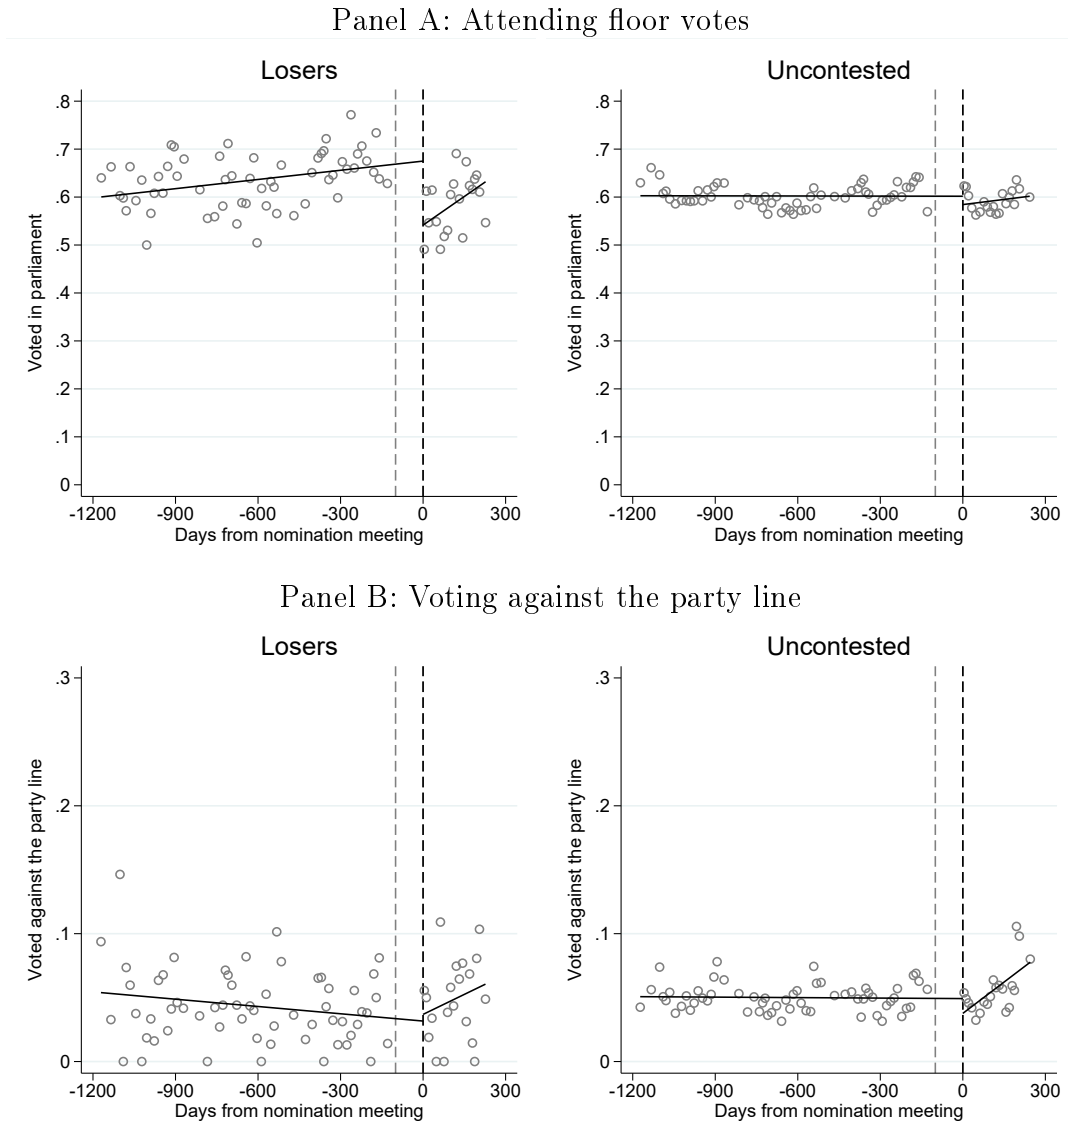 Panel A: Attending floor votes
Losers
Voted in parliament
.8
.7
.6
.5
.4
.3
.2
.1
0
-1200 -900 -600 -300 0 300
Days from nomination meeting
Uncontested
Voted in parliament
.8
.7
.6
.5
.4
.3
.2
.1
0
-1200 -900 -600 -300 0 300
Days from nomination meeting
Panel B: Voting against the party line
Losers
Voted against the party line
.3
.2
.1
0
-1200 -900 -600 -300 0 300
Days from nomination meeting
Uncontested
Voted against the party line
.3
.2
.1
0
-1200 -900 -600 -300 0 300
Days from nomination meeting